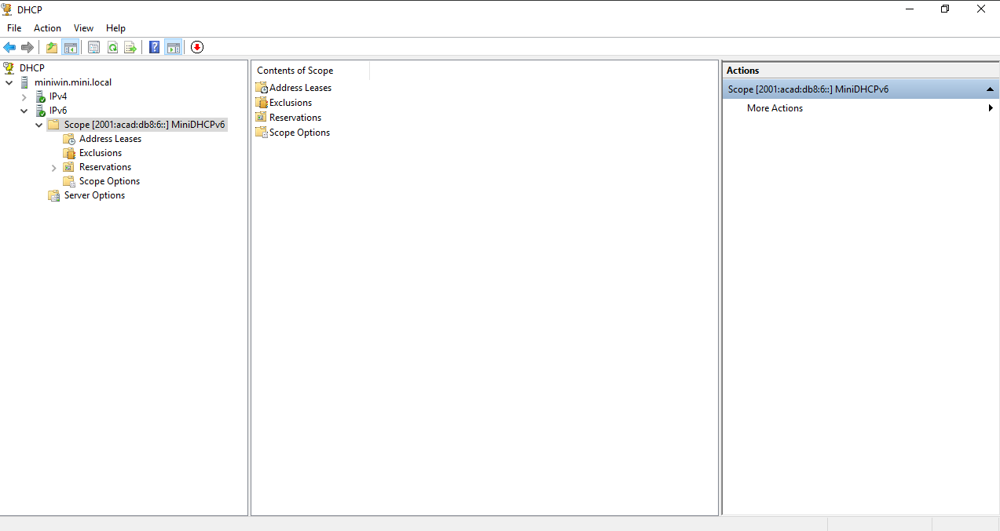 DHCP
File Action View Help
DHCP
miniwin.mini.local
IPv4
IPv6
Scope [2001:acad:db8:6::] MiniDHCPv6
Address Leases
Exclusions
Reservations
Scope Options
Server Options
Contents of Scope
Address Leases
Exclusions
Reservations
Scope Options
Actions
Scope [2001:acad:db8:6::] MiniDHCPv6
More Actions